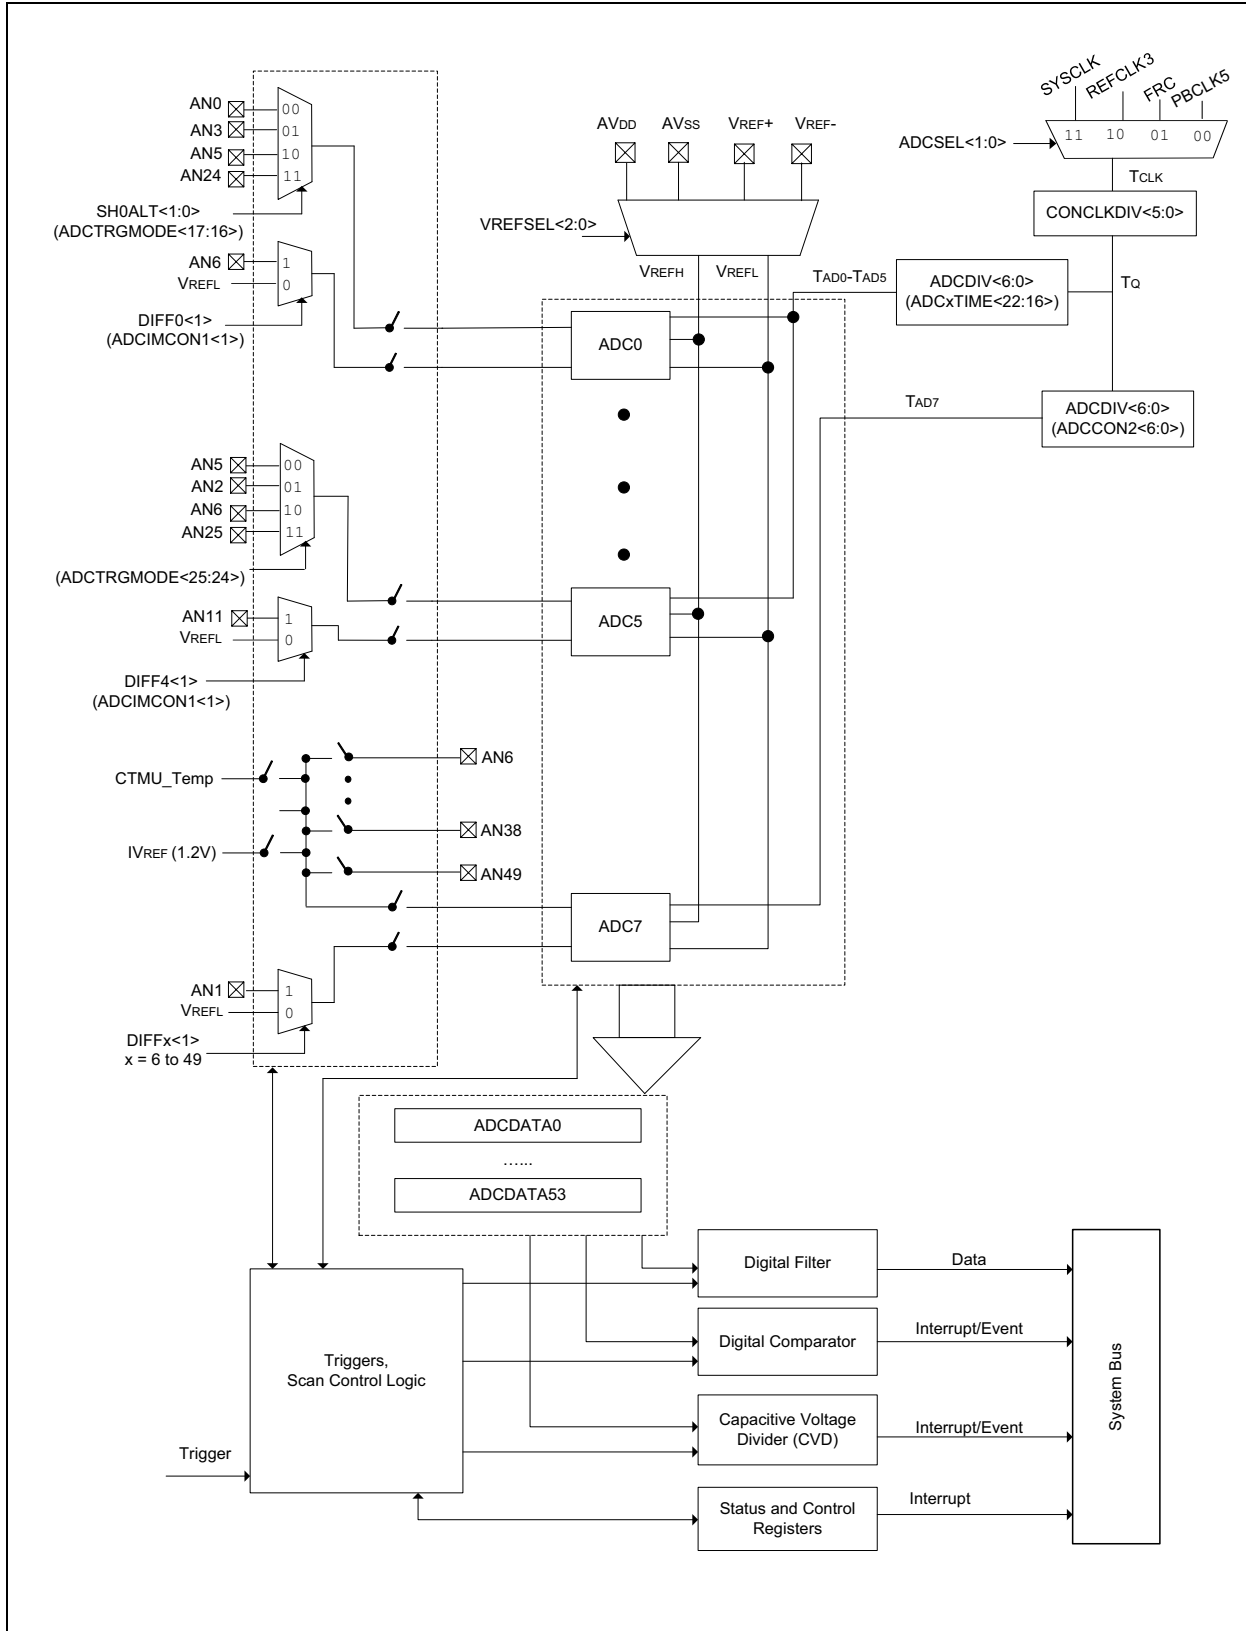 SYSCLK
REFCLK3
FRC
PBCLK5
11 10 01 00
ADCSEL<1:0>
TCLK
CONCLKDIV<5:0>
AN0 00
AN3 01
AN5 10
AN24 11
SH0ALT<1:0>
(ADCTRGMODE<17:16>)
AVDD AVSS VREF+ VREF-
VREFSEL<2:0>
VREFH VREFL
TAD0-TAD5
ADCDIV<6:0>
(ADCxTIME<22:16>)
TQ
AN6 1
VREFL 0
DIFF0<1>
(ADCIMCON1<1>)
ADC0
TAD7
ADCDIV<6:0>
(ADCCON2<6:0>)
AN5 00
AN2 01
AN6 10
AN25 11
(ADCTRGMODE<25:24>)
AN11 1
VREFL 0
DIFF4<1>
(ADCIMCON1<1>)
ADC5
CTMU_Temp
AN6
IVREF (1.2V)
AN38
AN49
ADC7
AN1 1
VREFL 0
DIFFx<1>
x = 6 to 49
ADCDATA0
…...
ADCDATA53
Triggers,
Scan Control Logic
Trigger
Digital Filter
Data
Digital Comparator
Interrupt/Event
Capacitive Voltage
Divider (CVD)
Interrupt/Event
Status and Control
Registers
Interrupt
System Bus